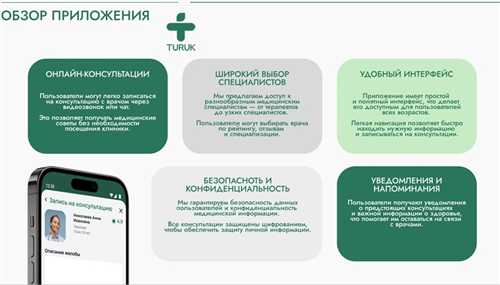 ОБЗОР ПРИЛОЖЕНИЯ
TURUK
ОНЛАЙН-КОНСУЛЬТАЦИИ
Пользователи могут легко записаться
на консультацию с врачом через
видеозвонок или чат.
Это позволяет получать медицинские
советы без необходимости
посещения клиники.
ШИРОКИЙ ВЫБОР
СПЕЦИАЛИСТОВ
Мы предлагаем доступ к
разнообразным медицинским
специалистам — от терапевтов
до узких специалистов.
Пользователи могут выбирать врача
по рейтингу, отзывам
и специализации.
УДОБНЫЙ ИНТЕРФЕЙС
Приложение имеет простой
и понятный интерфейс, что делает
его доступным для пользователей
всех возрастов.
Легкая навигация позволяет быстро
находить нужную информацию
и записываться на консультации.
БЕЗОПАСНОТЬ И
КОНФИДЕНЦИАЛЬНОСТЬ
Мы гарантируем безопасность данных
пользователей и конфиденциальность
медицинской информации.
Все консультации защищены шифрованием,
чтобы обеспечить защиту личной информации.
УВЕДОМЛЕНИЯ И
НАПОМИНАНИЯ
Пользователи получают уведомления
о предстоящих консультациях
и важной информации о здоровье,
что помогает им оставаться на связи
с врачами.
Запись на консультацию
Описание жалобы